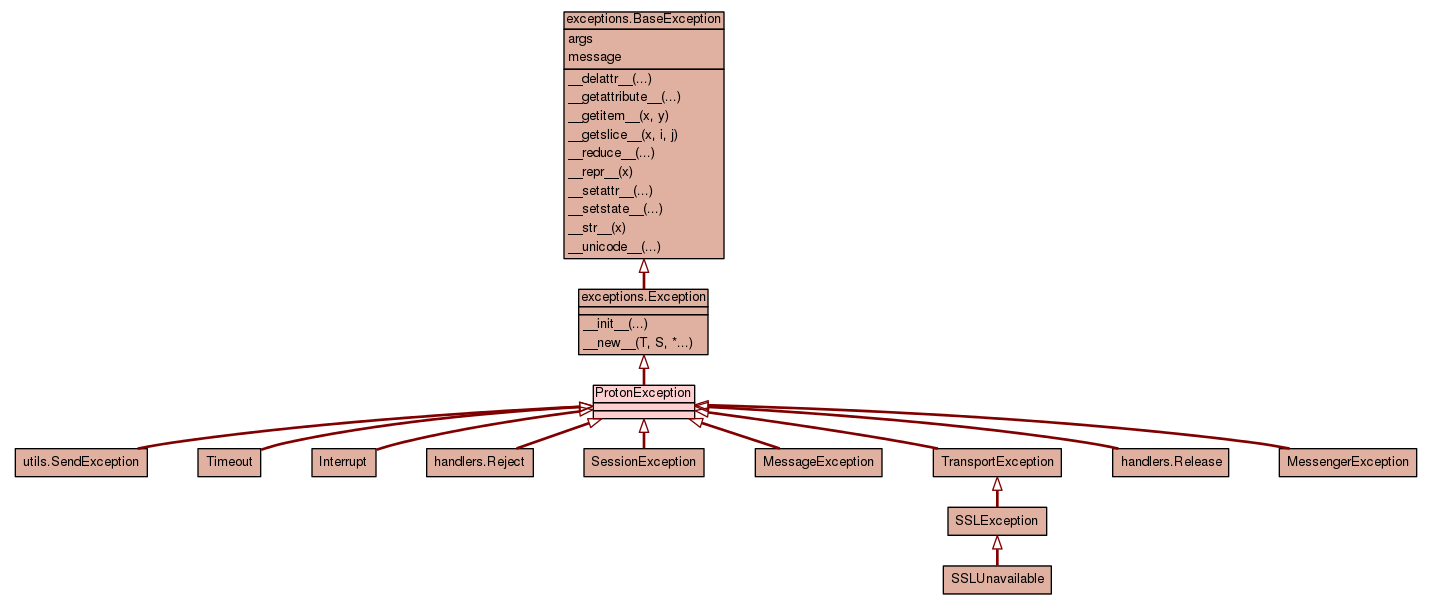 exceptions.BaseException
args
message
__delattr__(...)
__getattribute__(...)
__getitem__(x, y)
__getslice__(x, i, j)
__reduce__(...)
__repr__(x)
__setattr__(...)
__setstate__(...)
__str__(x)
__unicode__(...)
exceptions.Exception
__init__(...)
__new__(T, S, *...)
ProtonException
utils.SendException
Timeout
Interrupt
handlers.Reject
SessionException
MessageException
TransportException
handlers.Release
MessengerException
SSLException
SSLUnavailable